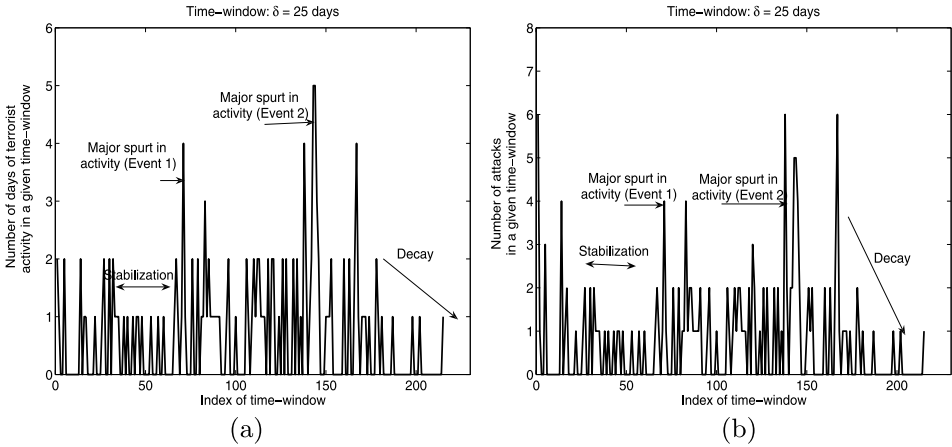 Time−window: δ = 25 days
6
5
4
3
2
1
0
Number of days of terrorist
activity in a given time−window
Major spurt in
activity (Event 1)
Major spurt in
activity (Event 2)
Stabilization
Decay
0 50 100 150 200
Index of time−window
(a)
Time−window: δ = 25 days
8
7
6
5
4
3
2
1
0
Number of attacks
in a given time−window
Major spurt in
activity (Event 1)
Major spurt in
activity (Event 2)
Stabilization
Decay
0 50 100 150 200
Index of time−window
(b)